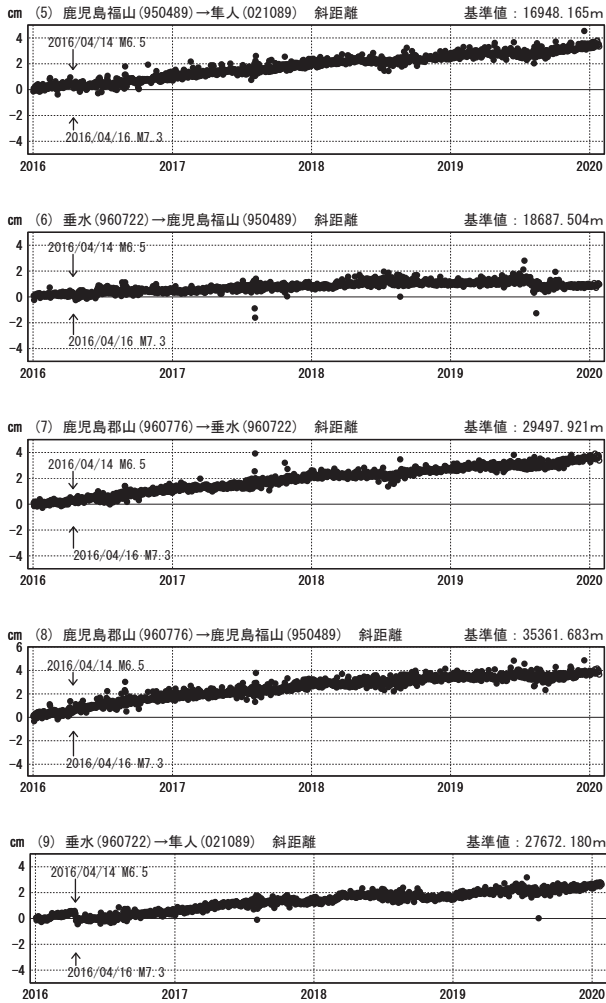 cm (5) 鹿児島福山(950489)→隼人(021089) 斜距離 基準値：16948.165m
4
2016/04/14 M6.5
2
0
-2
2016/04/16 M7.3
-4
2016 2017 2018 2019 2020
cm (6) 垂水(960722)→鹿児島福山(950489) 斜距離 基準値：18687.504m
4
2016/04/14 M6.5
2
0
-2
2016/04/16 M7.3
-4
2016 2017 2018 2019 2020
cm (7) 鹿児島郡山(960776)→垂水(960722) 斜距離 基準値：29497.921m
4
2016/04/14 M6.5
2
0
-2
2016/04/16 M7.3
-4
2016 2017 2018 2019 2020
cm (8) 鹿児島郡山(960776)→鹿児島福山(950489) 斜距離 基準値：35361.683m
6
2016/04/14 M6.5
4
2
0
-2
2016/04/16 M7.3
-4
2016 2017 2018 2019 2020
cm (9) 垂水(960722)→隼人(021089) 斜距離 基準値：27672.180m
4
2016/04/14 M6.5
2
0
-2
2016/04/16 M7.3
-4
2016 2017 2018 2019 2020